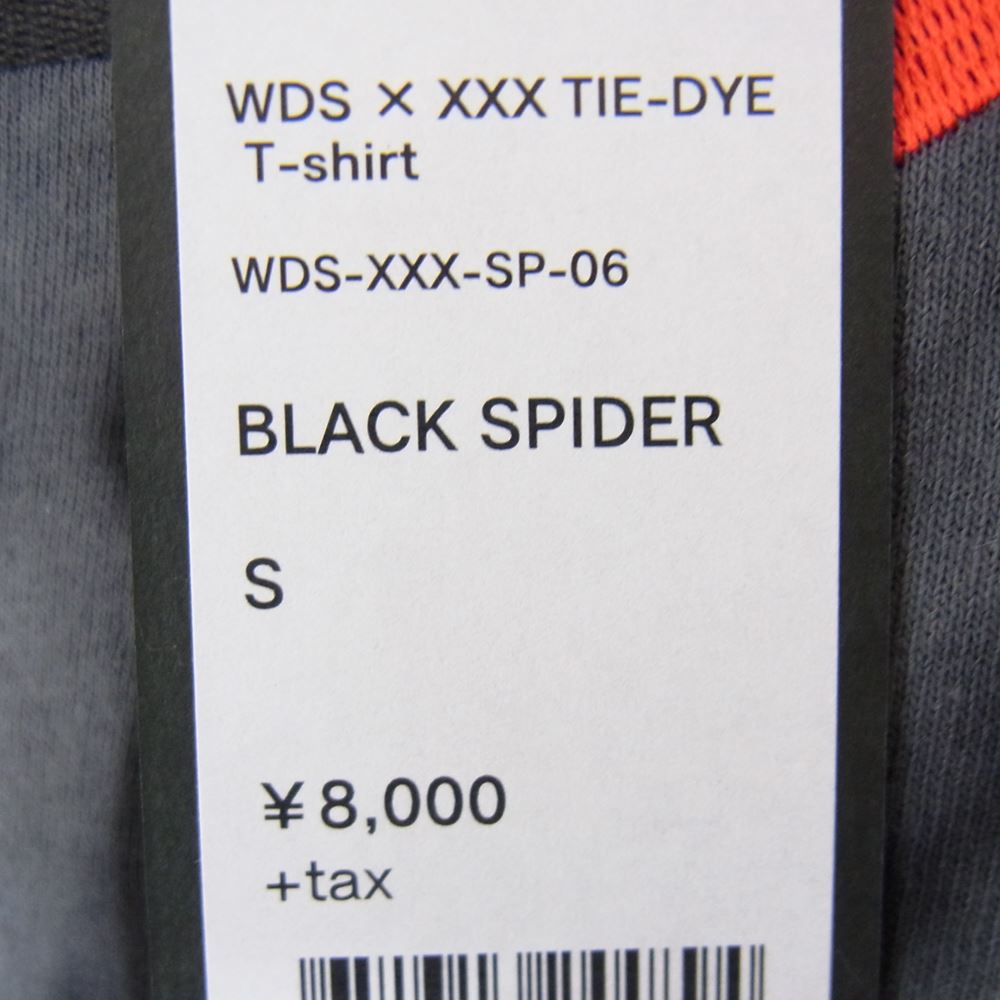 WDS × XXX TIE-DYE
T-shirt
WDS-XXX-SP-06
BLACK SPIDER
S
¥8,000
+tax